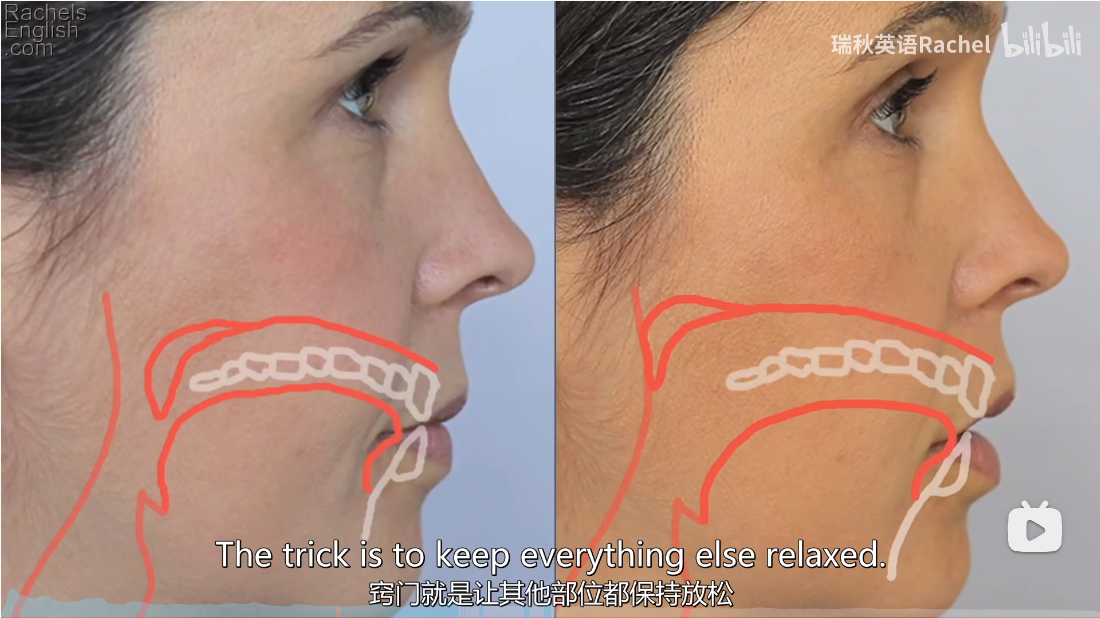 Rachels
English
.com
瑞秋英语Rachel bilibili
The trick is to keep everything else relaxed.
窍门就是让其他部位都保持放松